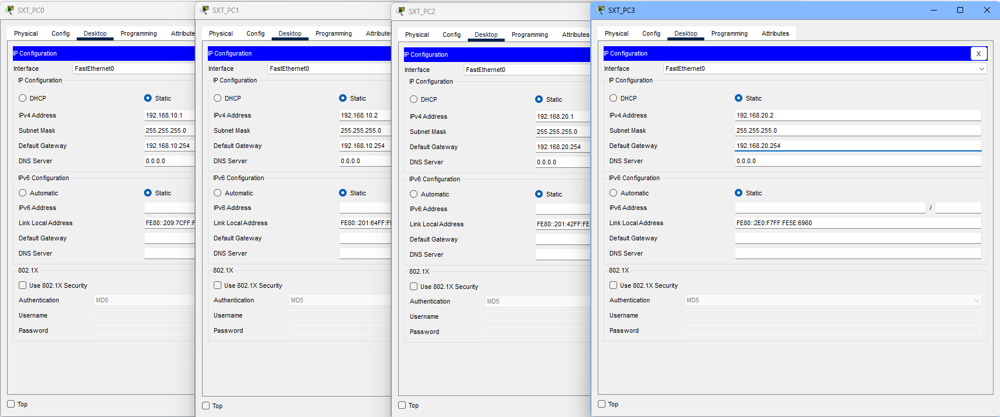 SXT_PC0
Physical Config Desktop Programming Attribute
IP Configuration
Interface FastEthernet0
IP Configuration
DHCP Static
IPv4 Address 192.168.10.1
Subnet Mask 255.255.255.0
Default Gateway 192.168.10.254
DNS Server 0.0.0.0
IPv6 Configuration
Automatic Static
IPv6 Address
Link Local Address FE80::209:7CFF:F
Default Gateway
DNS Server
802.1X
Use 802.1X Security
Authentication MD5
Username
Password
Top
SXT_PC1
Physical Config Desktop Programming Attribute
IP Configuration
Interface FastEthernet0
IP Configuration
DHCP Static
IPv4 Address 192.168.10.2
Subnet Mask 255.255.255.0
Default Gateway 192.168.10.254
DNS Server 0.0.0.0
IPv6 Configuration
Automatic Static
IPv6 Address
Link Local Address FE80::201:64FF:FE
Default Gateway
DNS Server
802.1X
Use 802.1X Security
Authentication MD5
Username
Password
Top
SXT_PC2
Physical Config Desktop Programming Attributes
IP Configuration
Interface FastEthernet0
IP Configuration
DHCP Static
IPv4 Address 192.168.20.1
Subnet Mask 255.255.255.0
Default Gateway 192.168.20.254
DNS Server 0.0.0.0
IPv6 Configuration
Automatic Static
IPv6 Address
Link Local Address FE80::201:42FF:FE
Default Gateway
DNS Server
802.1X
Use 802.1X Security
Authentication MD5
Username
Password
Top
SXT_PC3
Physical Config Desktop Programming Attributes
IP Configuration X
Interface FastEthernet0
IP Configuration
DHCP Static
IPv4 Address 192.168.20.2
Subnet Mask 255.255.255.0
Default Gateway 192.168.20.254
DNS Server 0.0.0.0
IPv6 Configuration
Automatic Static
IPv6 Address /
Link Local Address FE80::2E0:F7FF:FE5E:6960
Default Gateway
DNS Server
802.1X
Use 802.1X Security
Authentication MD5
Username
Password
Top